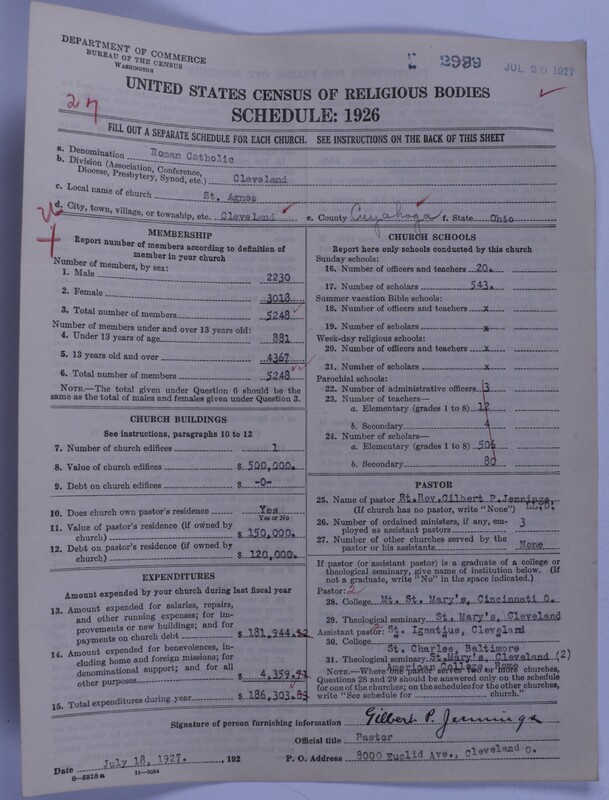 DEPARTMENT OF COMMERCE
BUREAU OF THE CENSUS
WASHINGTON
2989
JUL 20 1927
UNITED STATES CENSUS OF RELIGIOUS BODIES
SCHEDULE: 1926
27
FILL OUT A SEPARATE SCHEDULE FOR EACH CHURCH. SEE INSTRUCTIONS ON THE BACK OF THIS SHEET
a. Denomination Roman Catholic
b. Division (Association, Conference, Diocese, Presbytery, Synod, etc.) Cleveland
c. Local name of church St. Agnes
d. City, town, village, or township, etc. Cleveland e. County Cuyahoga f. State Ohio
MEMBERSHIP
Report number of members according to definition of
member in your church
Number of members, by sex:
1. Male 2230
2. Female 3018
3. Total number of members 5248
Number of members under and over 13 years old:
4. Under 13 years of age 881
5. 13 years old and over 4367
6. Total number of members 5248
NOTE.—The total given under Question 6 should be
same as the total of males and females given under Question 3.
CHURCH BUILDINGS
See instructions, paragraphs 10 to 12
7. Number of church edifices 1
8. Value of church edifices $ 500,000.
9. Debt on church edifices $ -0-
10. Does church own pastor's residence? Yes
Yes or No
11. Value of pastor's residence (if owned by
church) $ 150,000.
12. Debt on pastor's residence (if owned by
church) $ 120,000.
EXPENDITURES
Amount expended by your church during last fiscal year
13. Amount expended for salaries, repairs,
and other running expenses; for im-
provements or new buildings; and for
payments on church debt $ 181,944.
14. Amount expended for benevolences, in-
cluding home and foreign missions; for
denominational support; and for all
other purposes $ 4,359.
15. Total expenditures during year $ 186,303.
CHURCH SCHOOLS
Report here only schools conducted by this church
Sunday schools:
16. Number of officers and teachers 20.
17. Number of scholars 543.
Summer vacation Bible schools:
18. Number of officers and teachers x
19. Number of scholars x
Week-day religious schools:
20. Number of officers and teachers x
21. Number of scholars x
Parochial schools:
22. Number of administrative officers 3
23. Number of teachers—
a. Elementary (grades 1 to 8) 12
b. Secondary 4
24. Number of scholars—
a. Elementary (grades 1 to 8) 506
b. Secondary 80
PASTOR
25. Name of pastor Rt.Rev.Gilbert P.Jennings,
(If church has no pastor, write "None") LL.D.
26. Number of ordained ministers, if any, em-
ployed as assistant pastors 3
27. Number of other churches served by the
pastor or his assistants None
If pastor (or assistant pastor) is a graduate of a college or
theological seminary, give name of institution below. (If
not a graduate, write "No" in the space indicated.)
Pastor: 2
28. College Mt. St. Mary's, Cincinnati O.
29. Theological seminary St. Mary's, Cleveland
Assistant pastor: St. Ignatius, Cleveland
30. College St. Charles, Baltimore
31. Theological seminary St.Mary's, Cleveland (2)
American College, Rome
NOTE.—Where one pastor serves two or more churches,
Questions 28 and 29 should be answered only on the schedule
for one of the churches; on the schedules for the other churches,
write "See schedule for church."
Signature of person furnishing information Gilbert P. Jennings
Official title Pastor
Date July 18, 1927. , 192 P. O. Address 8000 Euclid Ave., Cleveland O.
8—5518a 11—9084